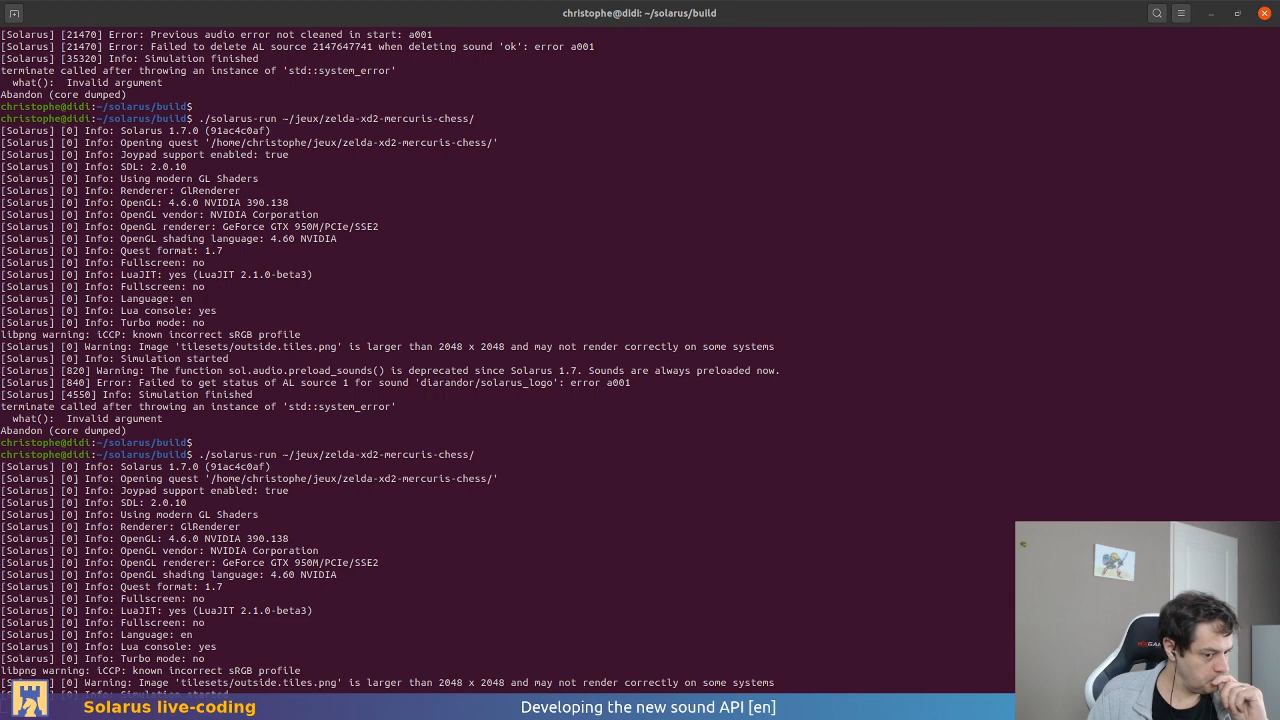 christophe@didi: ~/solarus/build
[Solarus] [21470] Error: Previous audio error not cleaned in start: a001
[Solarus] [21470] Error: Failed to delete AL source 2147647741 when deleting sound 'ok': error a001
[Solarus] [35320] Info: Simulation finished
terminate called after throwing an instance of 'std::system_error'
  what():  Invalid argument
Abandon (core dumped)
christophe@didi:~/solarus/build$
christophe@didi:~/solarus/build$ ./solarus-run ~/jeux/zelda-xd2-mercuris-chess/
[Solarus] [0] Info: Solarus 1.7.0 (91ac4c0af)
[Solarus] [0] Info: Opening quest '/home/christophe/jeux/zelda-xd2-mercuris-chess/'
[Solarus] [0] Info: Joypad support enabled: true
[Solarus] [0] Info: SDL: 2.0.10
[Solarus] [0] Info: Using modern GL Shaders
[Solarus] [0] Info: Renderer: GlRenderer
[Solarus] [0] Info: OpenGL: 4.6.0 NVIDIA 390.138
[Solarus] [0] Info: OpenGL vendor: NVIDIA Corporation
[Solarus] [0] Info: OpenGL renderer: GeForce GTX 950M/PCIe/SSE2
[Solarus] [0] Info: OpenGL shading language: 4.60 NVIDIA
[Solarus] [0] Info: Quest format: 1.7
[Solarus] [0] Info: Fullscreen: no
[Solarus] [0] Info: LuaJIT: yes (LuaJIT 2.1.0-beta3)
[Solarus] [0] Info: Fullscreen: no
[Solarus] [0] Info: Language: en
[Solarus] [0] Info: Lua console: yes
[Solarus] [0] Info: Turbo mode: no
libpng warning: iCCP: known incorrect sRGB profile
[Solarus] [0] Warning: Image 'tilesets/outside.tiles.png' is larger than 2048 x 2048 and may not render correctly on some systems
[Solarus] [0] Info: Simulation started
[Solarus] [820] Warning: The function sol.audio.preload_sounds() is deprecated since Solarus 1.7. Sounds are always preloaded now.
[Solarus] [840] Error: Failed to get status of AL source 1 for sound 'diarandor/solarus_logo': error a001
[Solarus] [4550] Info: Simulation finished
terminate called after throwing an instance of 'std::system_error'
  what():  Invalid argument
Abandon (core dumped)
christophe@didi:~/solarus/build$
christophe@didi:~/solarus/build$ ./solarus-run ~/jeux/zelda-xd2-mercuris-chess/
[Solarus] [0] Info: Solarus 1.7.0 (91ac4c0af)
[Solarus] [0] Info: Opening quest '/home/christophe/jeux/zelda-xd2-mercuris-chess/'
[Solarus] [0] Info: Joypad support enabled: true
[Solarus] [0] Info: SDL: 2.0.10
[Solarus] [0] Info: Using modern GL Shaders
[Solarus] [0] Info: Renderer: GlRenderer
[Solarus] [0] Info: OpenGL: 4.6.0 NVIDIA 390.138
[Solarus] [0] Info: OpenGL vendor: NVIDIA Corporation
[Solarus] [0] Info: OpenGL renderer: GeForce GTX 950M/PCIe/SSE2
[Solarus] [0] Info: OpenGL shading language: 4.60 NVIDIA
[Solarus] [0] Info: Quest format: 1.7
[Solarus] [0] Info: Fullscreen: no
[Solarus] [0] Info: LuaJIT: yes (LuaJIT 2.1.0-beta3)
[Solarus] [0] Info: Fullscreen: no
[Solarus] [0] Info: Language: en
[Solarus] [0] Info: Lua console: yes
[Solarus] [0] Info: Turbo mode: no
libpng warning: iCCP: known incorrect sRGB profile
[Solarus] [0] Warning: Image 'tilesets/outside.tiles.png' is larger than 2048 x 2048 and may not render correctly on some systems
Solarus live-coding
Developing the new sound API [en]